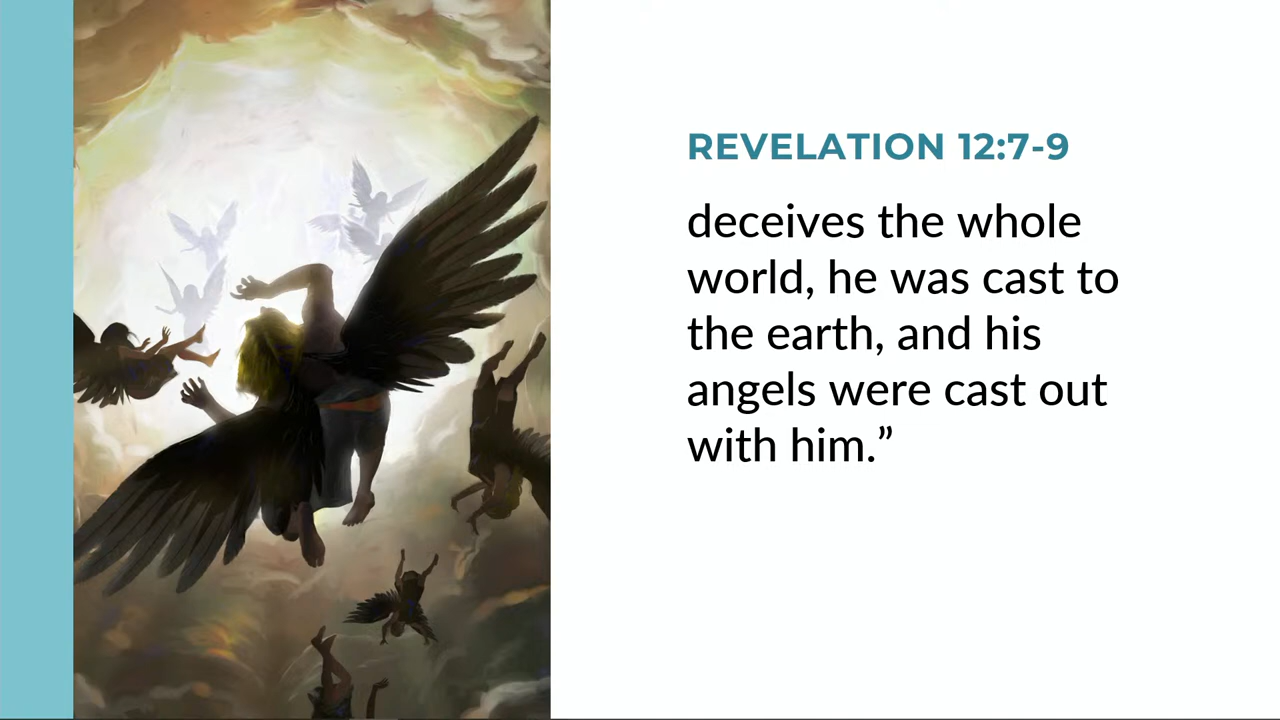 REVELATION 12:7-9
deceives the whole
world, he was cast to
the earth, and his
angels were cast out
with him.”